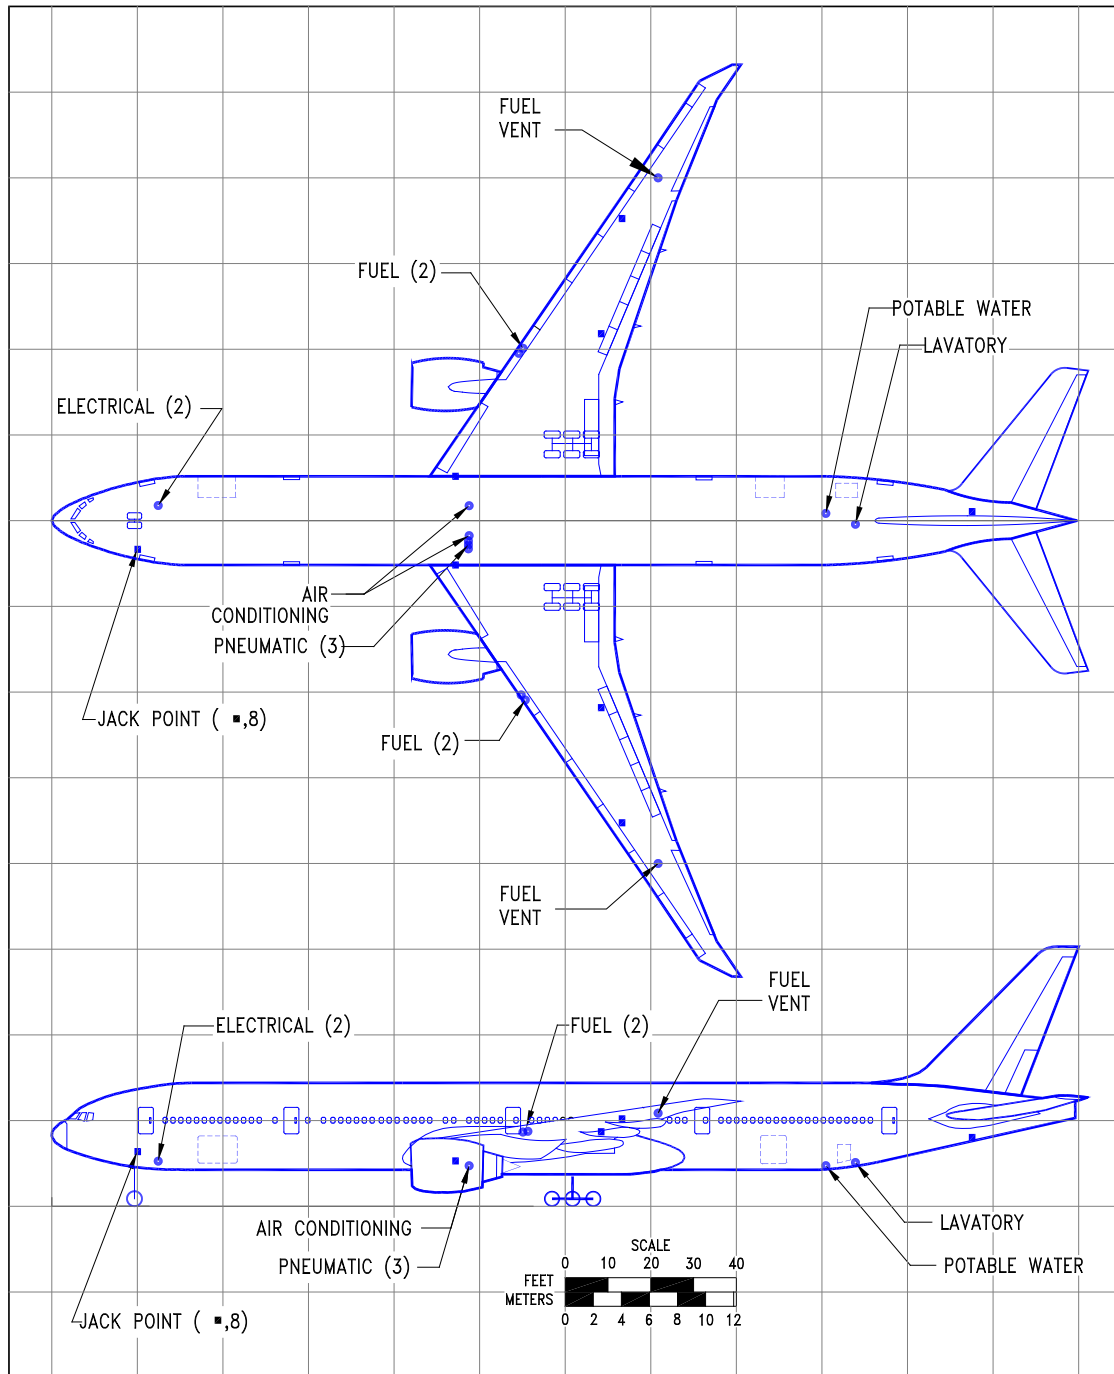 FUEL
VENT
FUEL (2)
POTABLE WATER
LAVATORY
ELECTRICAL (2)
AIR
CONDITIONING
PNEUMATIC (3)
JACK POINT ( ■,8)
FUEL (2)
FUEL
VENT
FUEL
VENT
ELECTRICAL (2)
FUEL (2)
AIR CONDITIONING
LAVATORY
PNEUMATIC (3)
POTABLE WATER
JACK POINT ( ■,8)
SCALE
0 10 20 30 40
FEET
METERS
0 2 4 6 8 10 12